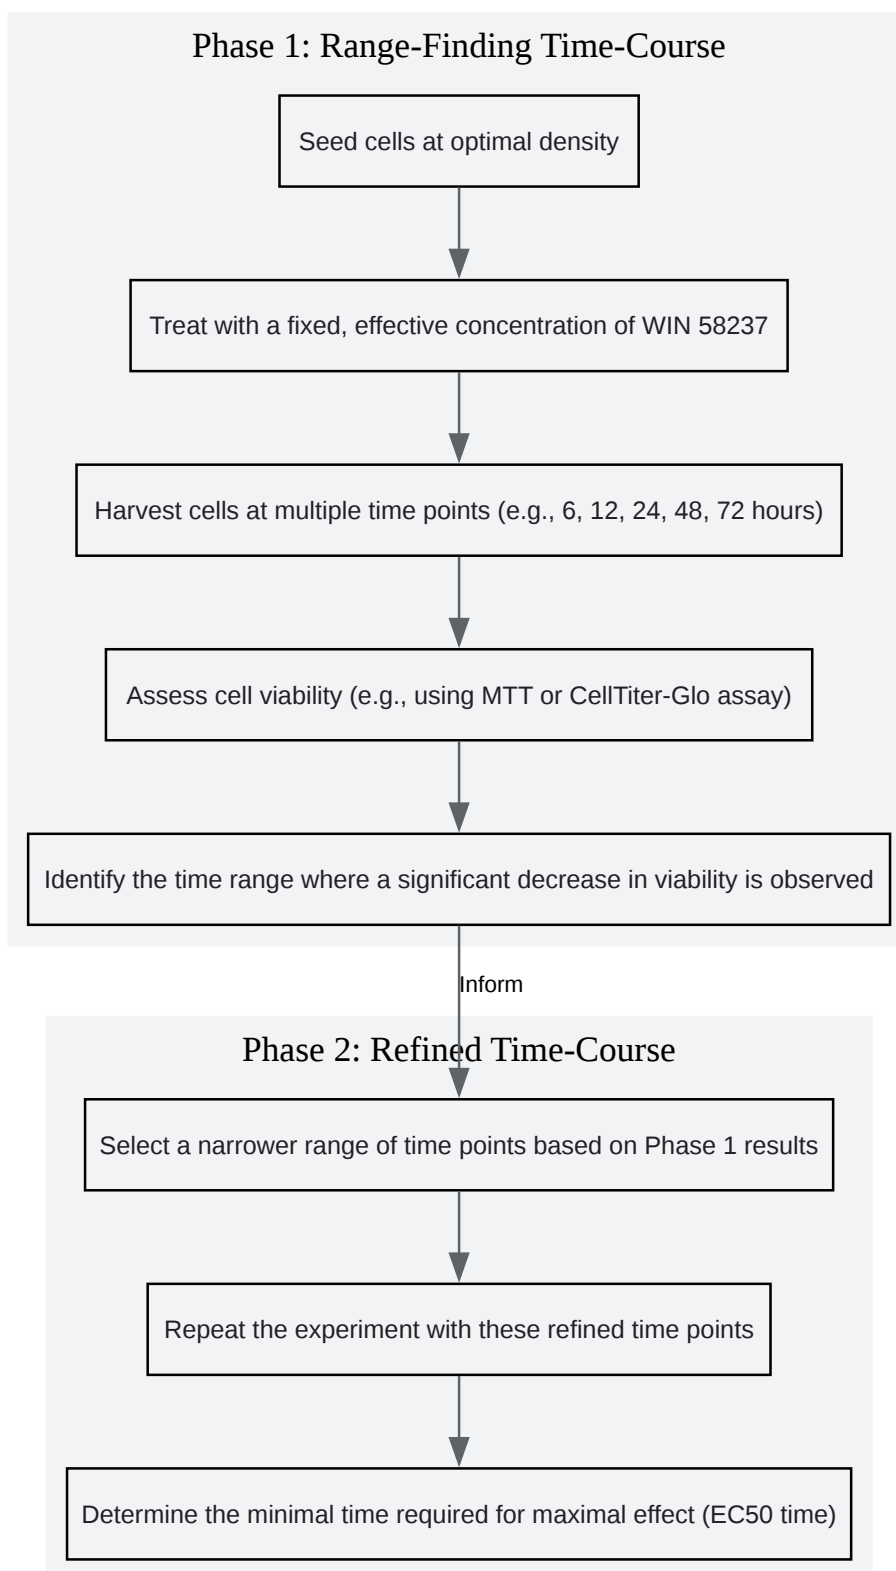 Phase 1: Range-Finding Time-Course
Seed cells at optimal density
Treat with a fixed, effective concentration of WIN 58237
Harvest cells at multiple time points (e.g., 6, 12, 24, 48, 72 hours)
Assess cell viability (e.g., using MTT or CellTiter-Glo assay)
Identify the time range where a significant decrease in viability is observed
Inform
Phase 2: Refined Time-Course
Select a narrower range of time points based on Phase 1 results
Repeat the experiment with these refined time points
Determine the minimal time required for maximal effect (EC50 time)